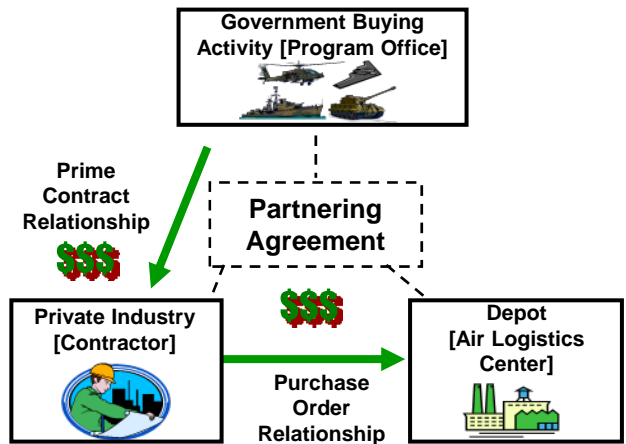 Government Buying
Activity [Program Office]
Prime
Contract
Relationship
$$$
Partnering
Agreement
$$$
Private Industry
[Contractor]
Depot
[Air Logistics
Center]
Purchase
Order
Relationship